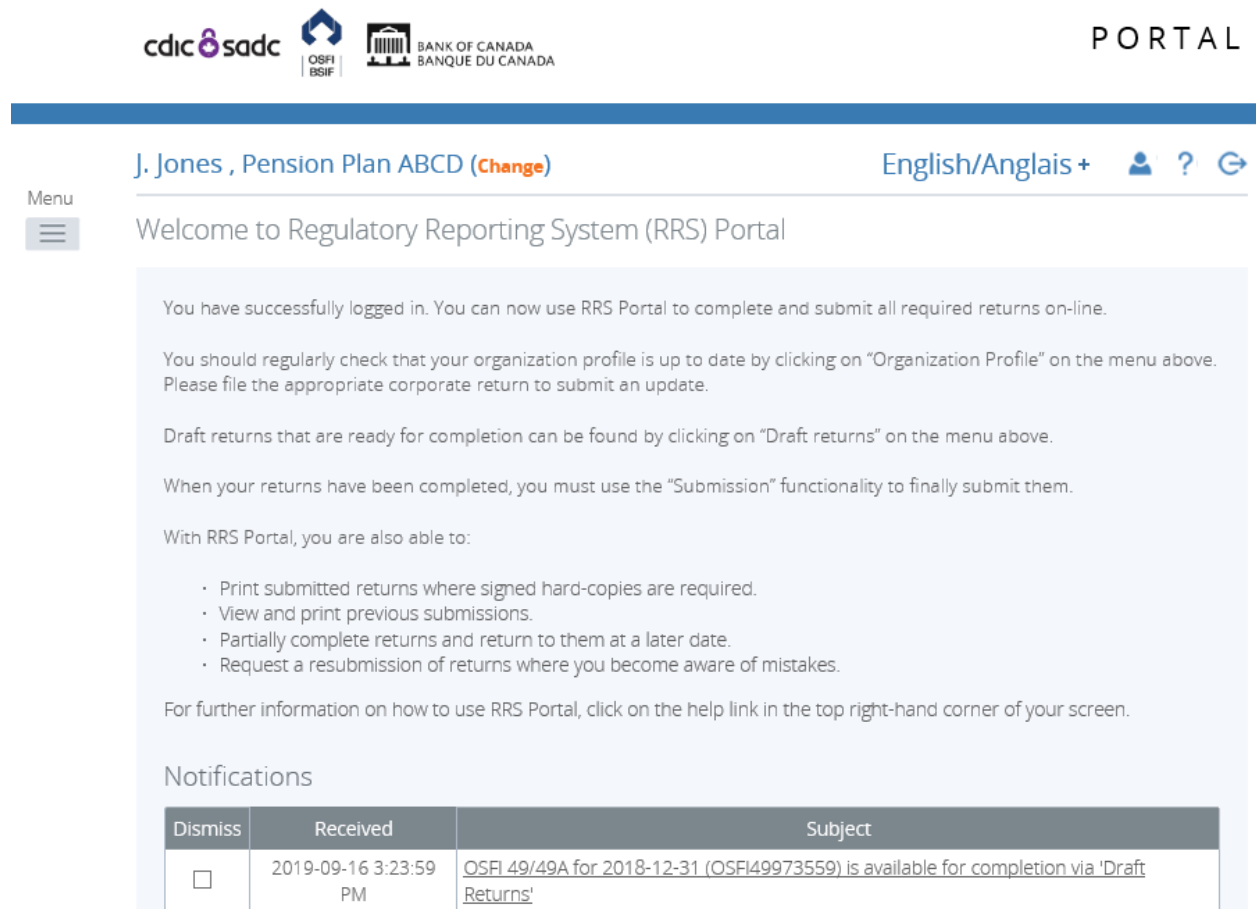 cdic sadc
OSFI
BSIF
BANK OF CANADA
BANQUE DU CANADA
PORTAL
J. Jones , Pension Plan ABCD (Change)
English/Anglais +
?
Menu
Welcome to Regulatory Reporting System (RRS) Portal
You have successfully logged in. You can now use RRS Portal to complete and submit all required returns on-line.
You should regularly check that your organization profile is up to date by clicking on “Organization Profile” on the menu above.
Please file the appropriate corporate return to submit an update.
Draft returns that are ready for completion can be found by clicking on “Draft returns” on the menu above.
When your returns have been completed, you must use the “Submission” functionality to finally submit them.
With RRS Portal, you are also able to:
· Print submitted returns where signed hard-copies are required.
· View and print previous submissions.
· Partially complete returns and return to them at a later date.
· Request a resubmission of returns where you become aware of mistakes.
For further information on how to use RRS Portal, click on the help link in the top right-hand corner of your screen.
Notifications
Dismiss Received Subject
2019-09-16 3:23:59
PM
OSFI 49/49A for 2018-12-31 (OSFI49973559) is available for completion via 'Draft
Returns'